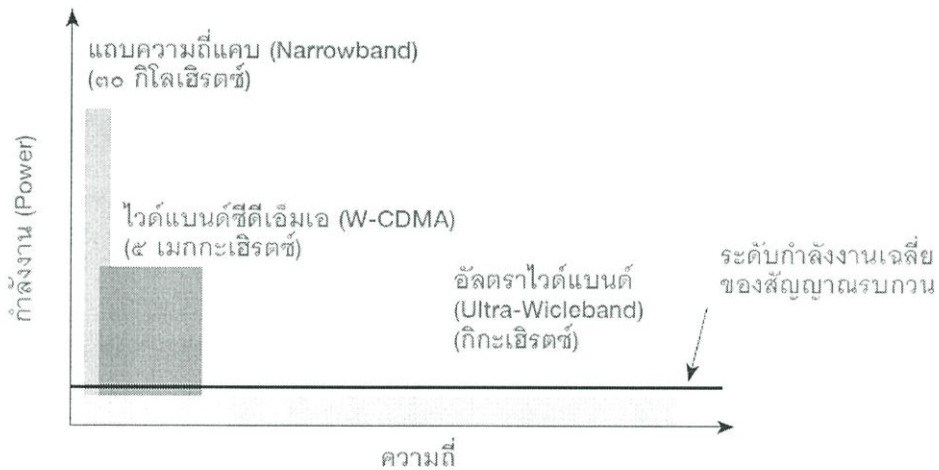 แถบความถี่แคบ (Narrowband)
(๓๐ กิโลเฮิรตซ์)
กำลังงาน (Power)
ไวด์แบนด์ซีดีเอ็มเอ (W-CDMA)
(๕ เมกกะเฮิรตซ์)
อัลตราไวด์แบนด์
(Ultra-Wicleband)
(กิกะเฮิรตซ์)
ระดับกำลังงานเฉลี่ย
ของสัญญาณรบกวน
ความถี่